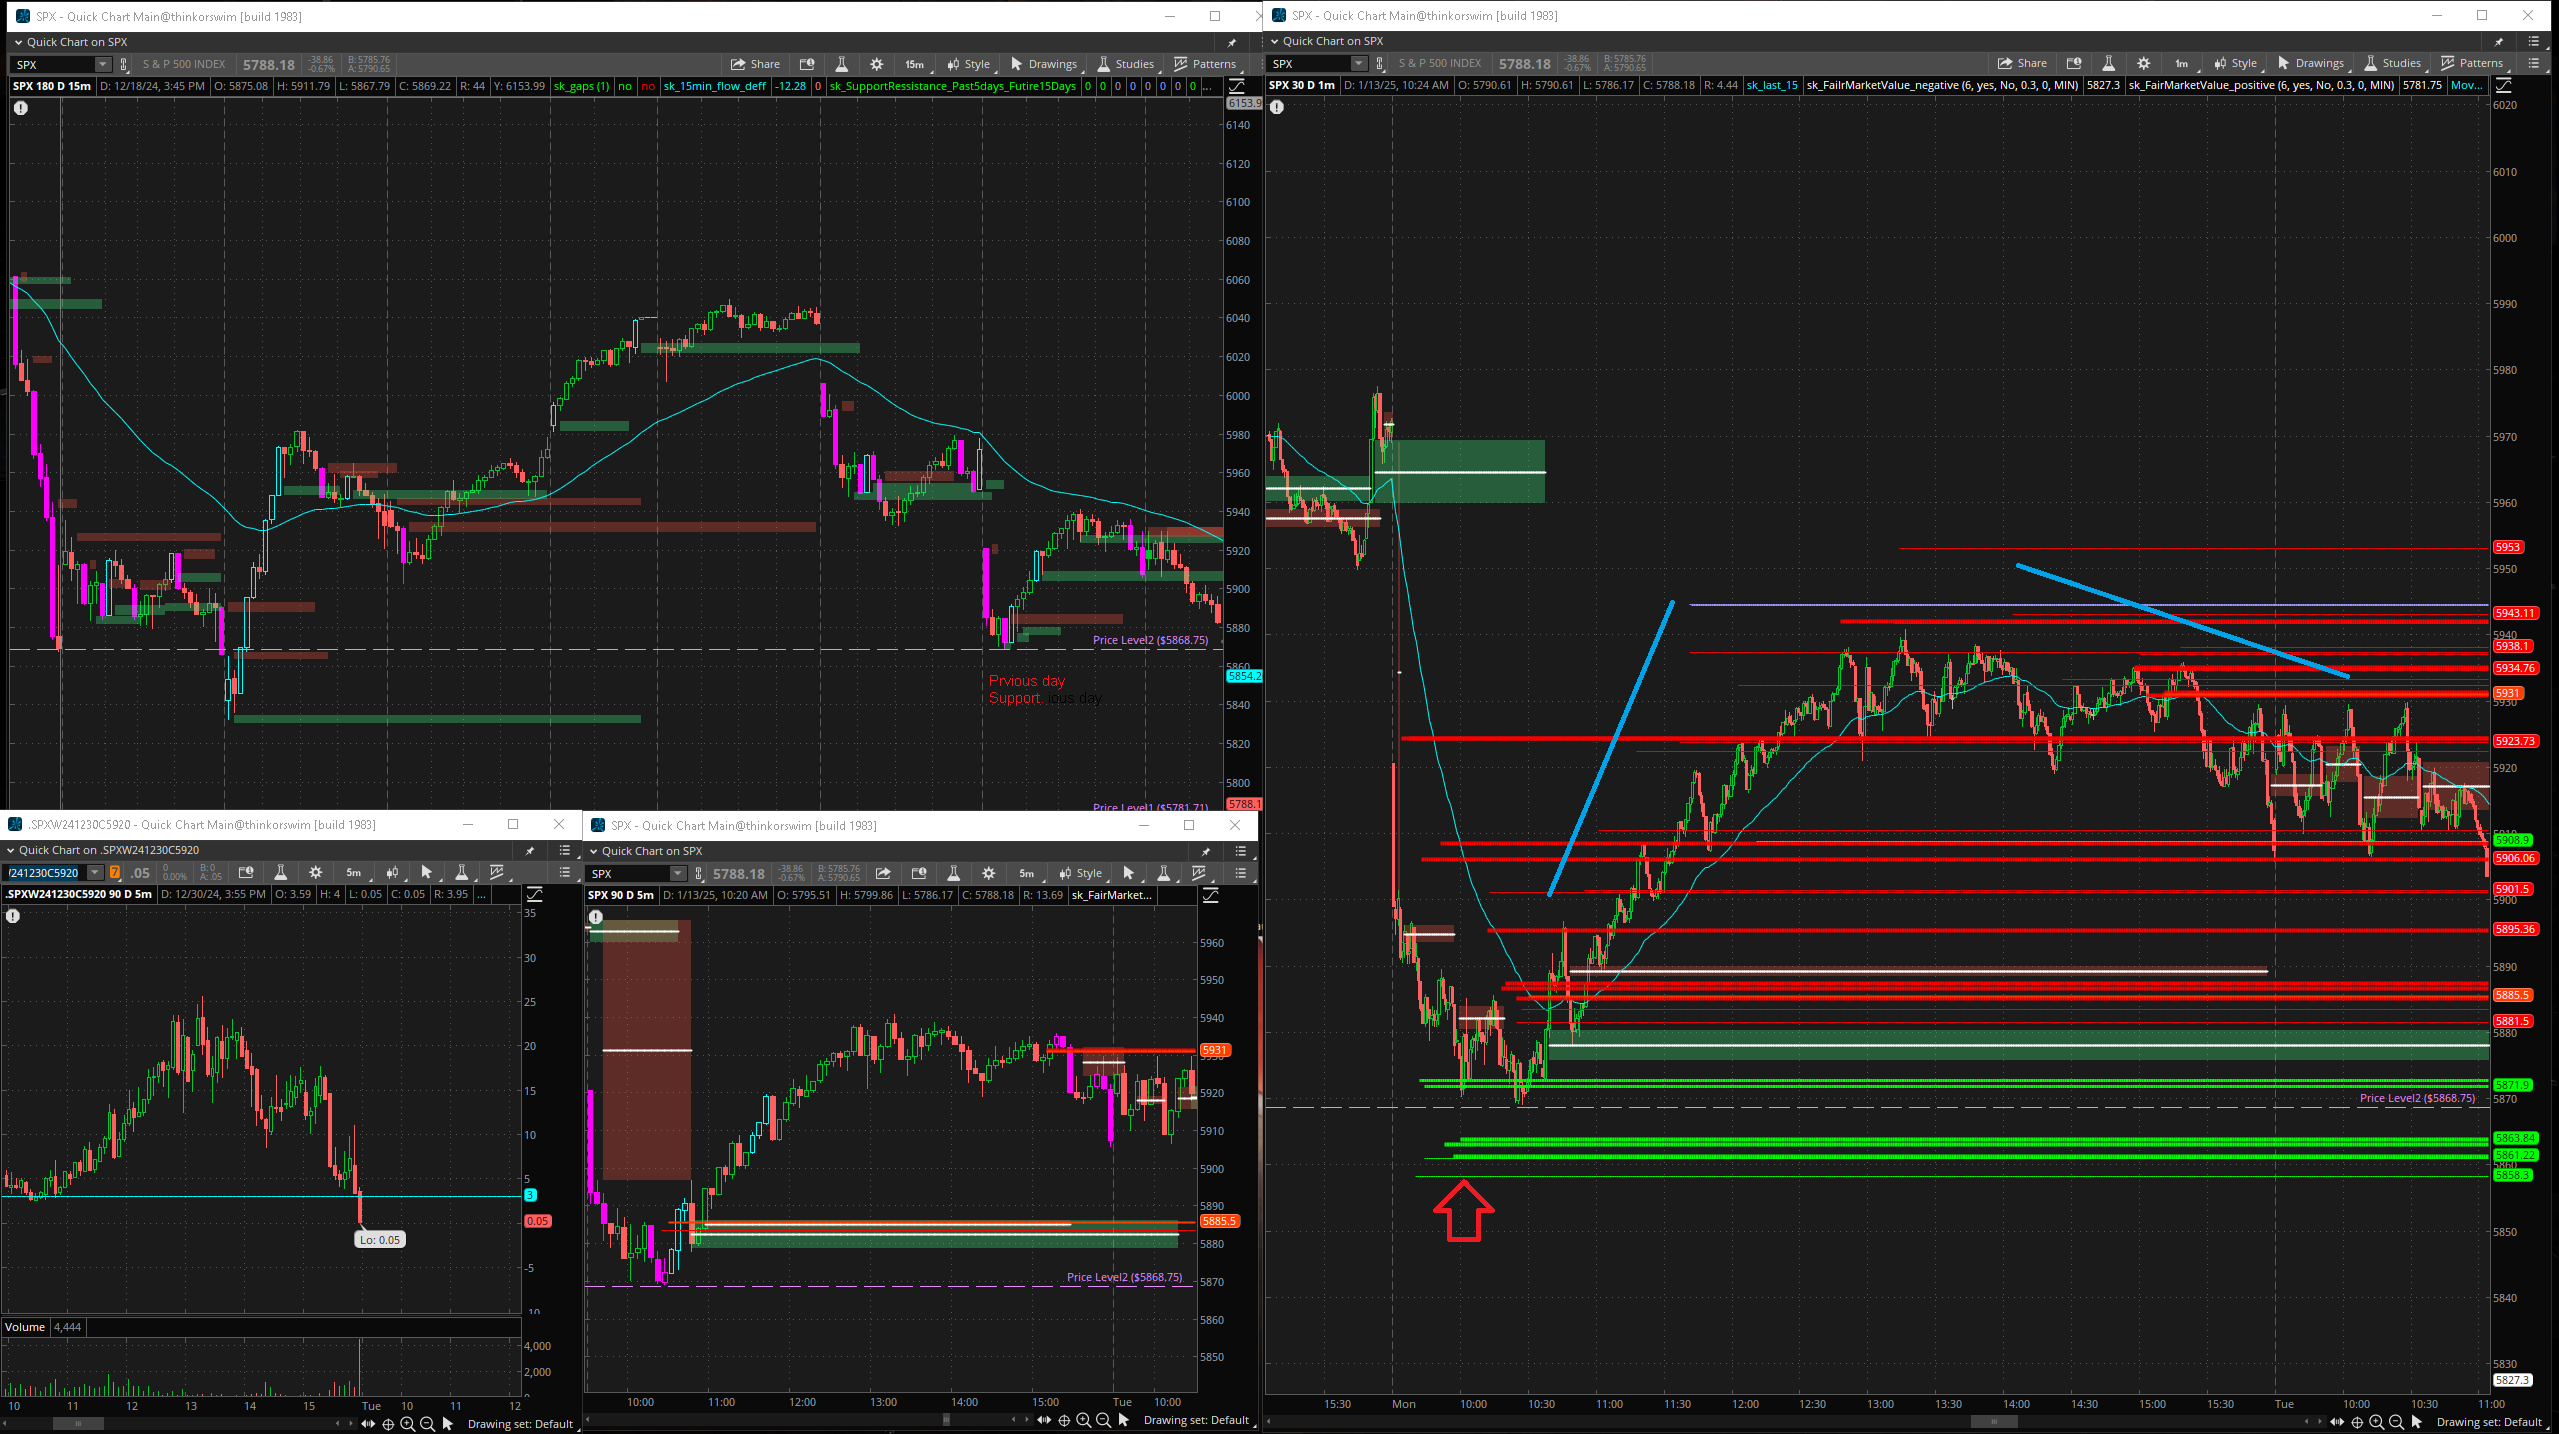 SPX - Quick Chart Main@thinkorswim [build 1983]
Quick Chart on SPX
SPX S & P 500 INDEX 5788.18 -38.86 -0.67% B: 5785.76 A: 5790.65 Share 15m Style Drawings Studies Patterns
SPX 180 D 15m D: 12/18/24, 3:45 PM O: 5875.08 H: 5911.79 L: 5867.79 C: 5869.22 R: 44 Y: 6153.99 sk_gaps (1) no no sk_15min_flow_deff -12.28 0 sk_SupportRessistance_Past5days_Futire15Days 0 0 0 0 0 0 0 0 ...
6153.9
6140
6120
6100
6080
6060
6040
6020
6000
5980
5960
5940
5920
5900
5880
Price Level2 ($5868.75)
5860
5854.2
Prvious day
Support. ious day
5840
5820
5800
Price Level1 ($5781.71)
5788.1
SPX - Quick Chart Main@thinkorswim [build 1983]
Quick Chart on SPX
SPX S & P 500 INDEX 5788.18 -38.86 -0.67% B: 5785.76 A: 5790.65 Share 1m Style Drawings Studies Patterns
SPX 30 D 1m D: 1/13/25, 10:24 AM O: 5790.61 H: 5790.61 L: 5786.17 C: 5788.18 R: 4.44 sk_last_15 sk_FailrMarketValue_negative (6, yes, No, 0.3, 0, MIN) 5827.3 sk_FairMarketValue_positive (6, yes, No, 0.3, 0, MIN) 5781.75 Mov...
6020
6010
6000
5990
5980
5970
5960
5953
5950
5943.11
5940
5938.1
5934.76
5931
5930
5923.73
5920
5908.9
5906.06
5901.5
5900
5895.36
5890
5885.5
5881.5
5880
5871.9
Price Level2 ($5868.75)
5870
5863.84
5861.22
5860
5858.3
5850
5840
5830
5827.3
15:30 Mon 10:00 10:30 11:00 11:30 12:00 12:30 13:00 13:30 14:00 14:30 15:00 15:30 Tue 10:00 10:30 11:00
Drawing set: Default
.SPXW241230C5920 - Quick Chart Main@thinkorswim [build 1983]
Quick Chart on .SPXW241230C5920
/241230C5920 7 .05 0 0.00% B: 0 A: .05 5m
.SPXW241230C5920 90 D 5m D: 12/30/24, 3:55 PM O: 3.59 H: 4 L: 0.05 C: 0.05 R: 3.95 ...
35
30
25
20
15
10
5
3
0.05
Lo: 0.05
-5
-10
Volume 4,444
4,000
2,000
10 11 12 13 14 15 Tue 10 11 12
Drawing set: Default
SPX - Quick Chart Main@thinkorswim [build 1983]
Quick Chart on SPX
SPX 5788.18 -38.86 -0.67% B: 5785.76 A: 5790.65 5m Style
SPX 90 D 5m D: 1/13/25, 10:20 AM O: 5795.51 H: 5799.86 L: 5786.17 C: 5788.18 R: 13.69 sk_FairMarket...
5960
5950
5940
5931
5920
5910
5900
5890
5885.5
5880
Price Level2 ($5868.75)
5870
5860
5850
10:00 11:00 12:00 13:00 14:00 15:00 Tue 10:00
Drawing set: Default